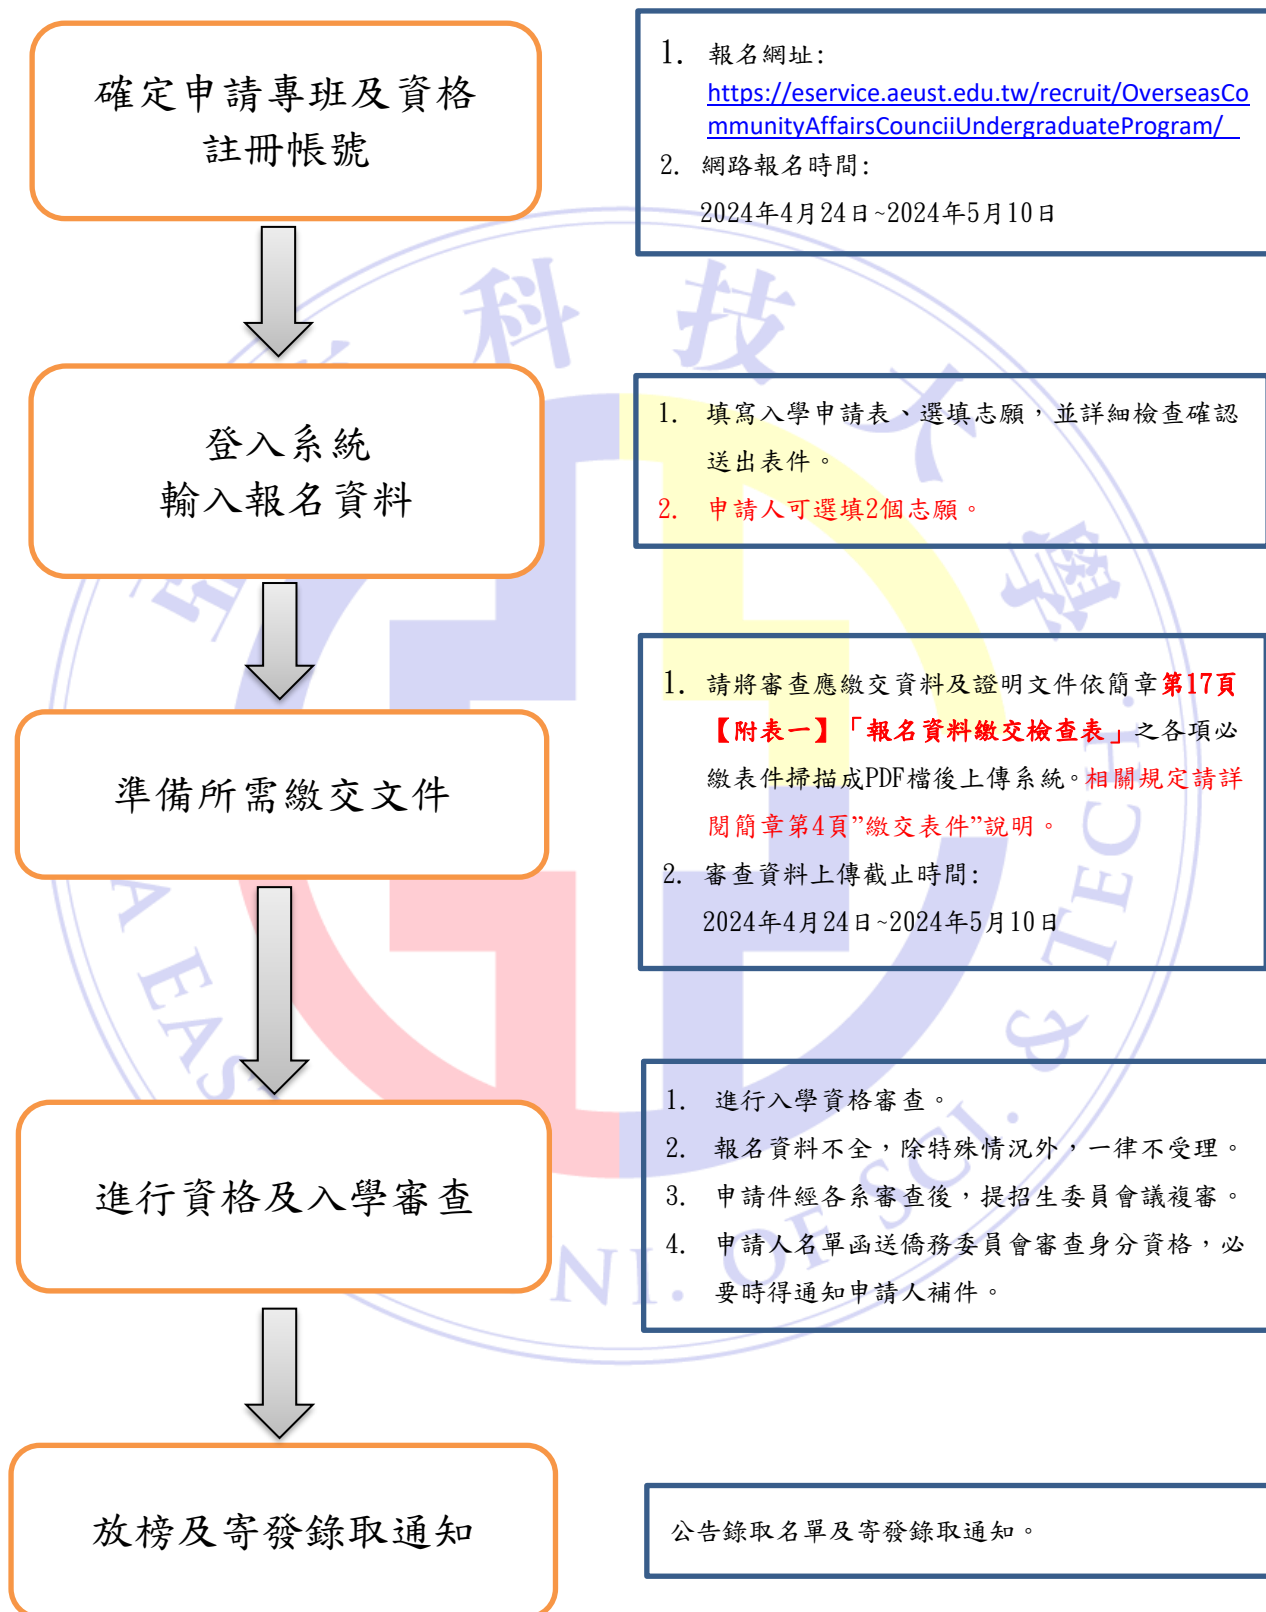 確定申請專班及資格
註冊帳號
1. 報名網址:
https://eservice.aeust.edu.tw/recruit/OverseasCo
mmunityAffairsCounciiUndergraduateProgram/
2. 網路報名時間:
2024年4月24日~2024年5月10日
登入系統
輸入報名資料
1. 填寫入學申請表、選填志願，並詳細檢查確認
送出表件。
2. 申請人可選填2個志願。
準備所需繳交文件
1. 請將審查應繳交資料及證明文件依簡章第17頁
【附表一】「報名資料繳交檢查表」之各項必
繳表件掃描成PDF檔後上傳系統。相關規定請詳
閱簡章第4頁”繳交表件”說明。
2. 審查資料上傳截止時間:
2024年4月24日~2024年5月10日
進行資格及入學審查
1. 進行入學資格審查。
2. 報名資料不全，除特殊情況外，一律不受理。
3. 申請件經各系審查後，提招生委員會議複審。
4. 申請人名單函送僑務委員會審查身分資格，必
要時得通知申請人補件。
放榜及寄發錄取通知
公告錄取名單及寄發錄取通知。
科技大學
OF SCI. & TECH.